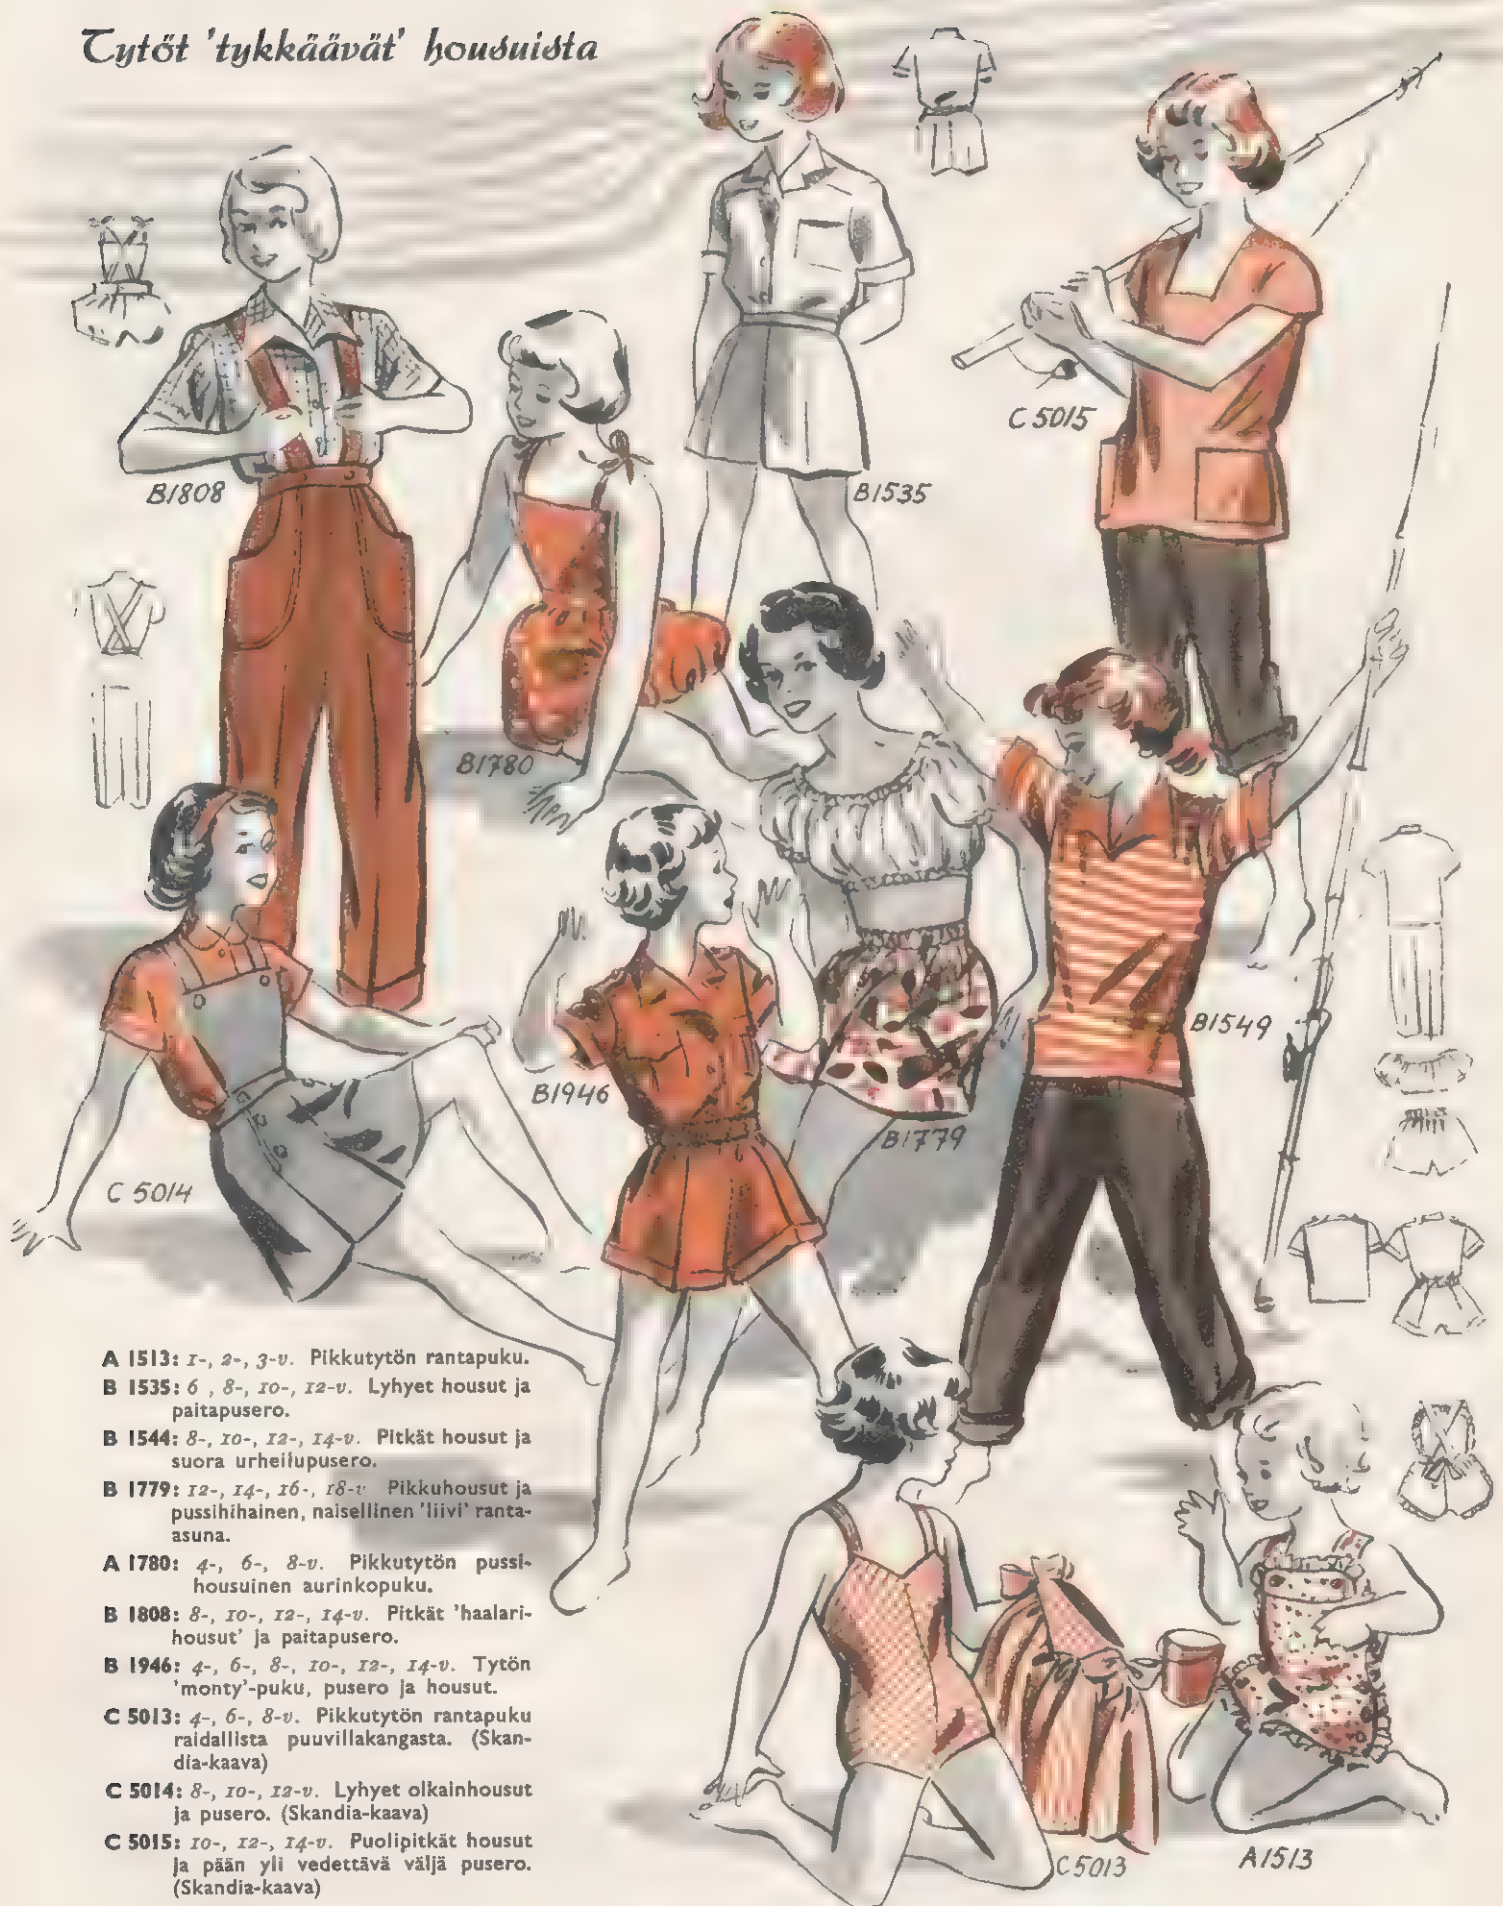 Tytöt 'tykkäävät' housuista
B1808
B1780
B1535
C 5015
C 5014
B1946
B1779
B1549
C5013
A1513
A 1513: 1-, 2-, 3-v. Pikkutytön rantapuku.
B 1535: 6 , 8-, 10-, 12-v. Lyhyet housut ja
paitapusero.
B 1544: 8-, 10-, 12-, 14-v. Pitkät housut ja
suora urheilupusero.
B 1779: 12-, 14-, 16-, 18-v Pikkuhousut ja
pussihihainen, naisellinen 'liivi' ranta-
asuna.
A 1780: 4-, 6-, 8-v. Pikkutytön pussi-
housuinen aurinkopuku.
B 1808: 8-, 10-, 12-, 14-v. Pitkät 'haalari-
housut' ja paitapusero.
B 1946: 4-, 6-, 8-, 10-, 12-, 14-v. Tytön
'monty'-puku, pusero ja housut.
C 5013: 4-, 6-, 8-v. Pikkutytön rantapuku
raidallista puuvillakangasta. (Skan-
dia-kaava)
C 5014: 8-, 10-, 12-v. Lyhyet olkainhousut
ja pusero. (Skandia-kaava)
C 5015: 10-, 12-, 14-v. Puolipitkät housut
ja pään yli vedettävä väljä pusero.
(Skandia-kaava)